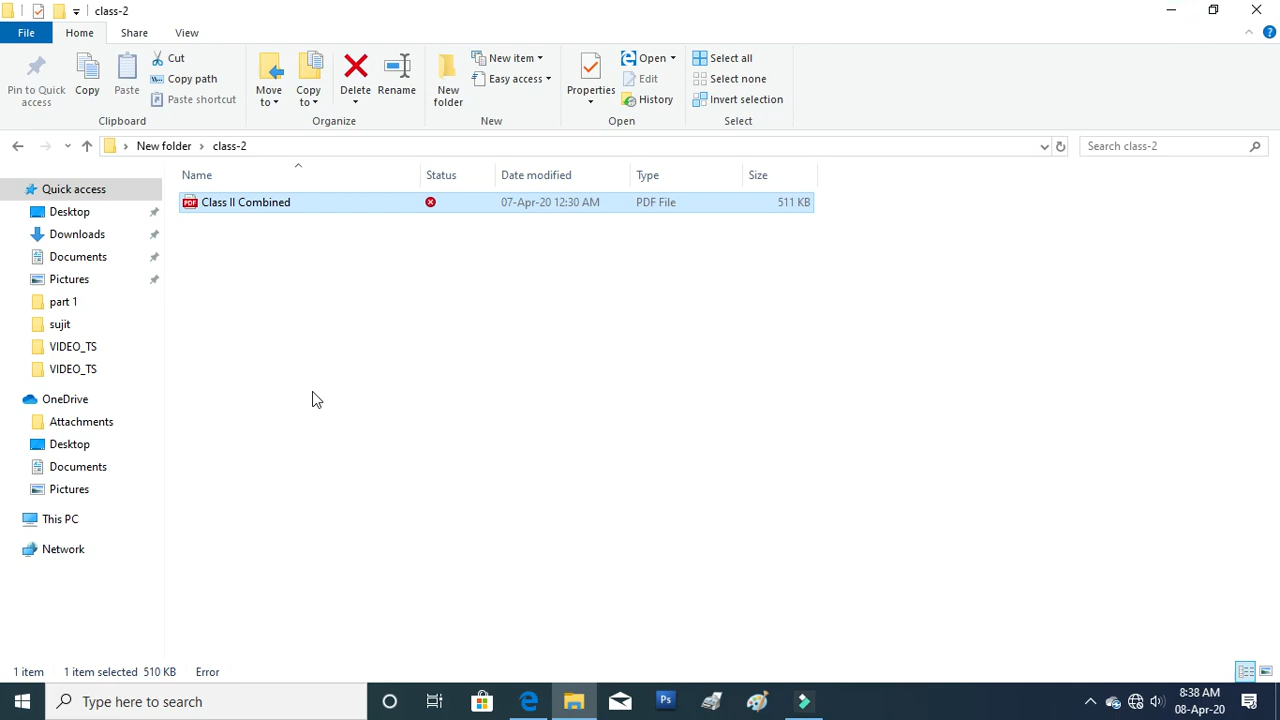 class-2
File Home Share View
Pin to Quick access
Copy
Paste
Cut
Copy path
Paste shortcut
Clipboard
Move to
Copy to
Delete
Rename
Organize
New folder
New item
Easy access
New
Properties
Open
Edit
History
Open
Select all
Select none
Invert selection
Select
New folder > class-2
Search class-2
Name Status Date modified Type Size
Class II Combined 07-Apr-20 12:30 AM PDF File 511 KB
Quick access
Desktop
Downloads
Documents
Pictures
part 1
sujit
VIDEO_TS
VIDEO_TS
OneDrive
Attachments
Desktop
Documents
Pictures
This PC
Network
1 item 1 item selected 510 KB Error
Type here to search
Ps
8:38 AM
08-Apr-20